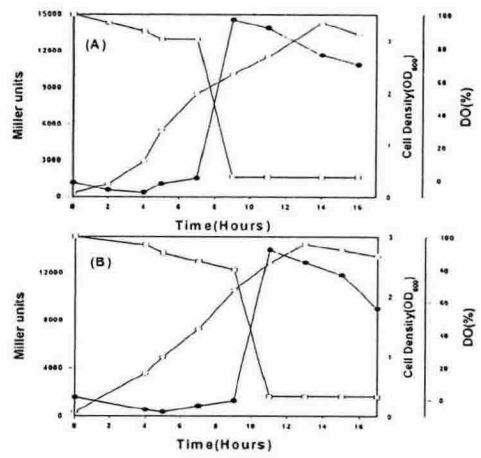 15000
12000
9000
6000
3000
0
Miller units
(A)
3
2
1
0
Cell Density(OD600)
100
80
60
40
20
0
DO(%)
0 2 4 6 8 10 12 14 16
Time(Hours)
12000
8000
4000
0
Miller units
(B)
3
2
1
0
Cell Density(OD600)
100
80
60
40
20
0
DO(%)
0 2 4 6 8 10 12 14 16
Time(Hours)